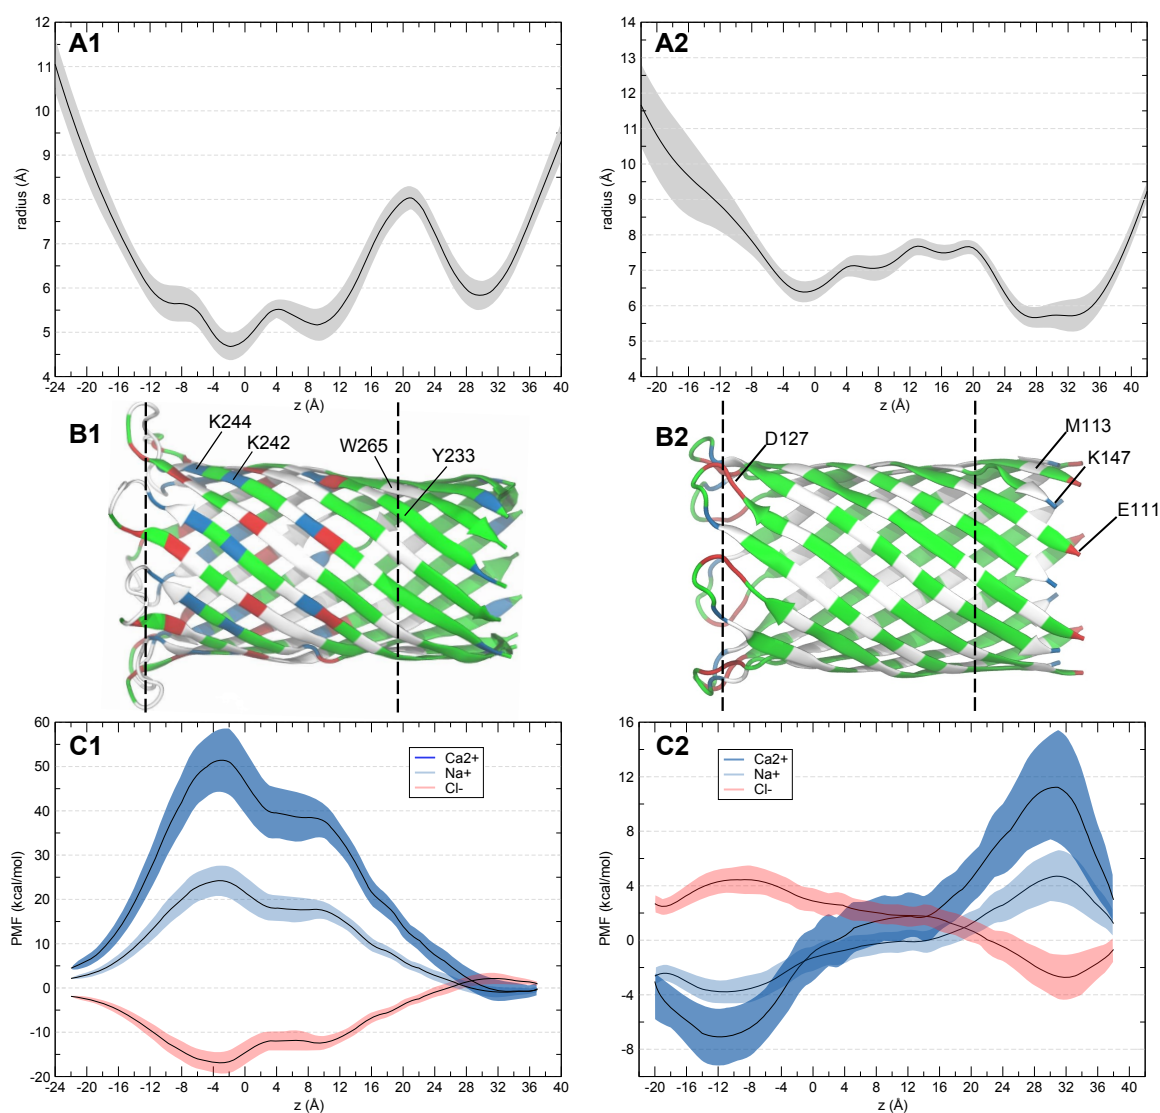 A1
12
11
10
9
8
7
6
5
4
radius (Å)
-24 -20 -16 -12 -8 -4 0 4 8 12 16 20 24 28 32 36 40
z (Å)
A2
14
13
12
11
10
9
8
7
6
5
4
radius (Å)
-20 -16 -12 -8 -4 0 4 8 12 16 20 24 28 32 36 40
z (Å)
B1
K244
K242
W265
Y233
B2
D127
M113
K147
E111
C1
60
50
40
30
20
10
0
-10
-20
PMF (kcal/mol)
Ca2+
Na+
Cl-
-24 -20 -16 -12 -8 -4 0 4 8 12 16 20 24 28 32 36 40
z (Å)
C2
16
12
8
4
0
-4
-8
PMF (kcal/mol)
Ca2+
Na+
Cl-
-20 -16 -12 -8 -4 0 4 8 12 16 20 24 28 32 36 40
z (Å)